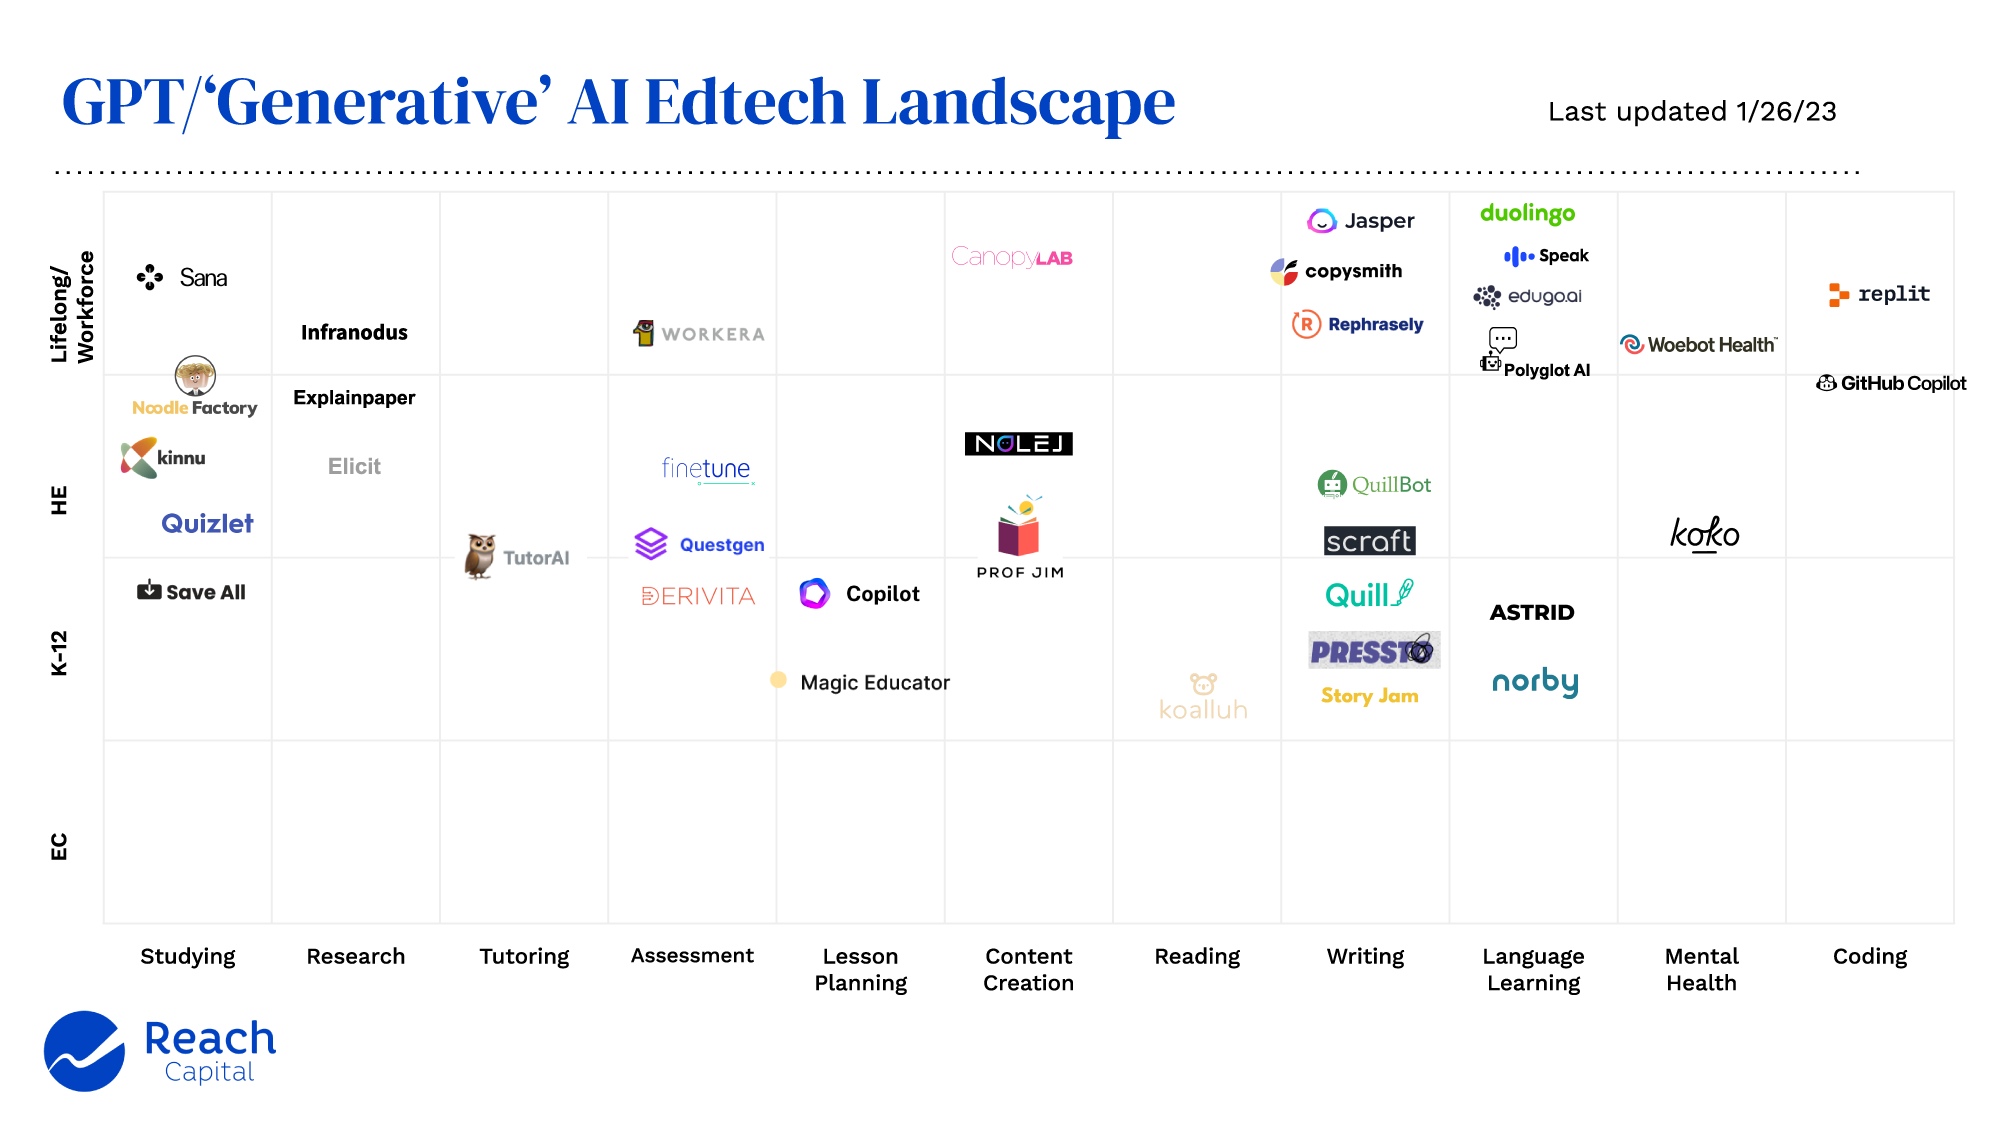 GPT/‘Generative’ AI Edtech Landscape
Last updated 1/26/23
Lifelong/
Workforce
Sana
Infranodus
WORKERA
CanopyLAB
Jasper
copysmith
Rephrasely
duolingo
Speak
edugo.ai
Polyglot AI
Woebot Health™
replit
GitHub Copilot
HE
Noodle Factory
kinnu
Quizlet
Explainpaper
Elicit
TutorAI
finetune
Questgen
NOLEJ
PROF JIM
QuillBot
scraft
koko
K-12
Save All
DERIVITA
Copilot
Magic Educator
koalluh
Quill
PRESSTO
Story Jam
ASTRID
norby
EC
Studying
Research
Tutoring
Assessment
Lesson
Planning
Content
Creation
Reading
Writing
Language
Learning
Mental
Health
Coding
Reach
Capital